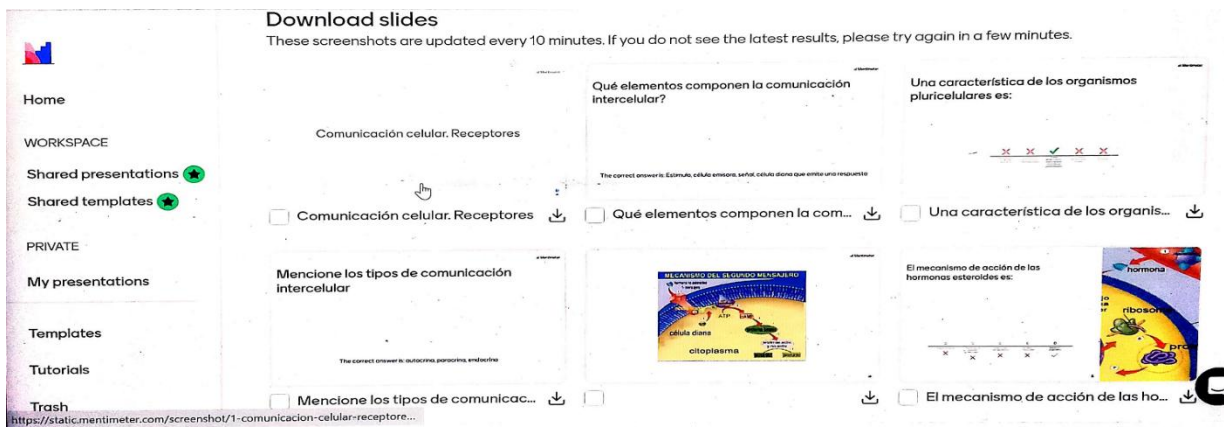 Download slides
These screenshots are updated every 10 minutes. If you do not see the latest results, please try again in a few minutes.
Home
WORKSPACE
Shared presentations
Shared templates
PRIVATE
My presentations
Templates
Tutorials
Trash
https://static.mentimeter.com/screenshot/1-comunicacion-celular-receptore...
Comunicación celular. Receptores
Comunicación celular. Receptores
Mentimeter
Qué elementos componen la comunicación
intercelular?
The correct answer is: Estímulo, célula emisora, señal, célula diana que emite una respuesta
Qué elementos componen la com...
Mentimeter
Una característica de los organismos
pluricelulares es:
Una característica de los organis...
Mentimeter
Mencione los tipos de comunicación
intercelular
The correct answer is: autocrina, paracrina, endocrina
Mencione los tipos de comunicac...
Mentimeter
MECANISMO DEL SEGUNDO MENSAJERO
ATP
célula diana
citoplasma
El mecanismo de acción de las
hormonas esteroides es:
hormona
El mecanismo de acción de las ho...